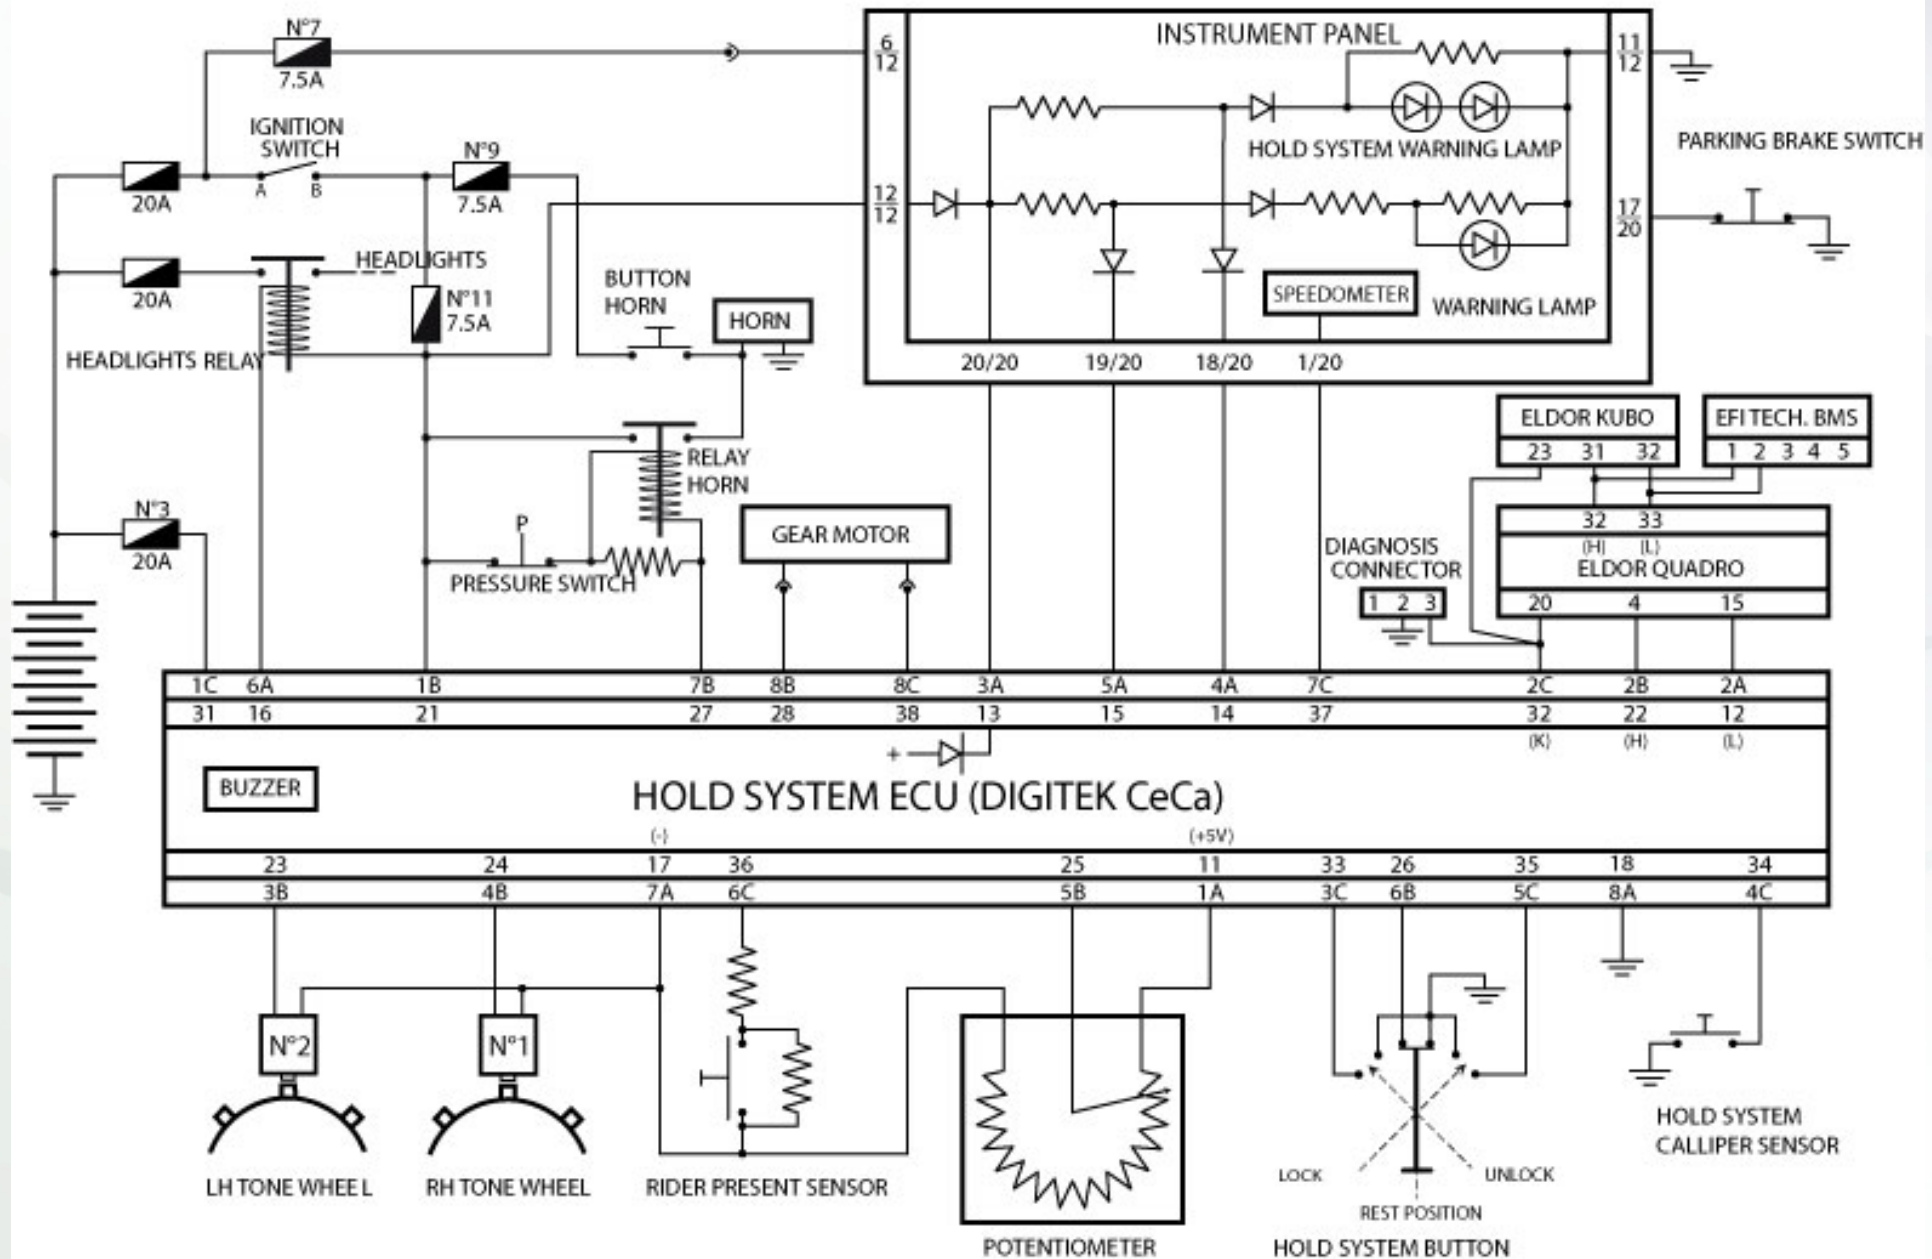 N°7
7.5A
INSTRUMENT PANEL
6
12
11
12
IGNITION
SWITCH
A B
20A
N°9
7.5A
HOLD SYSTEM WARNING LAMP
PARKING BRAKE SWITCH
12
12
17
20
20A
HEADLIGHTS
N°11
7.5A
HEADLIGHTS RELAY
BUTTON
HORN
HORN
SPEEDOMETER
WARNING LAMP
20/20 19/20 18/20 1/20
RELAY
HORN
N°3
20A
P
PRESSURE SWITCH
GEAR MOTOR
ELDOR KUBO
23 31 32
EFI TECH. BMS
1 2 3 4 5
32 33
(H) (L)
ELDOR QUADRO
20 4 15
DIAGNOSIS
CONNECTOR
1 2 3
1C 6A 1B 7B 8B 8C 3A 5A 4A 7C 2C 2B 2A
31 16 21 27 28 38 13 15 14 37 32 22 12
(K) (H) (L)
+
BUZZER
HOLD SYSTEM ECU (DIGITEK CeCa)
(-) (+5V)
23 24 17 36 25 11 33 26 35 18 34
3B 4B 7A 6C 5B 1A 3C 6B 5C 8A 4C
N°2
N°1
LH TONE WHEEL
RH TONE WHEEL
RIDER PRESENT SENSOR
POTENTIOMETER
LOCK
UNLOCK
REST POSITION
HOLD SYSTEM BUTTON
HOLD SYSTEM
CALLIPER SENSOR